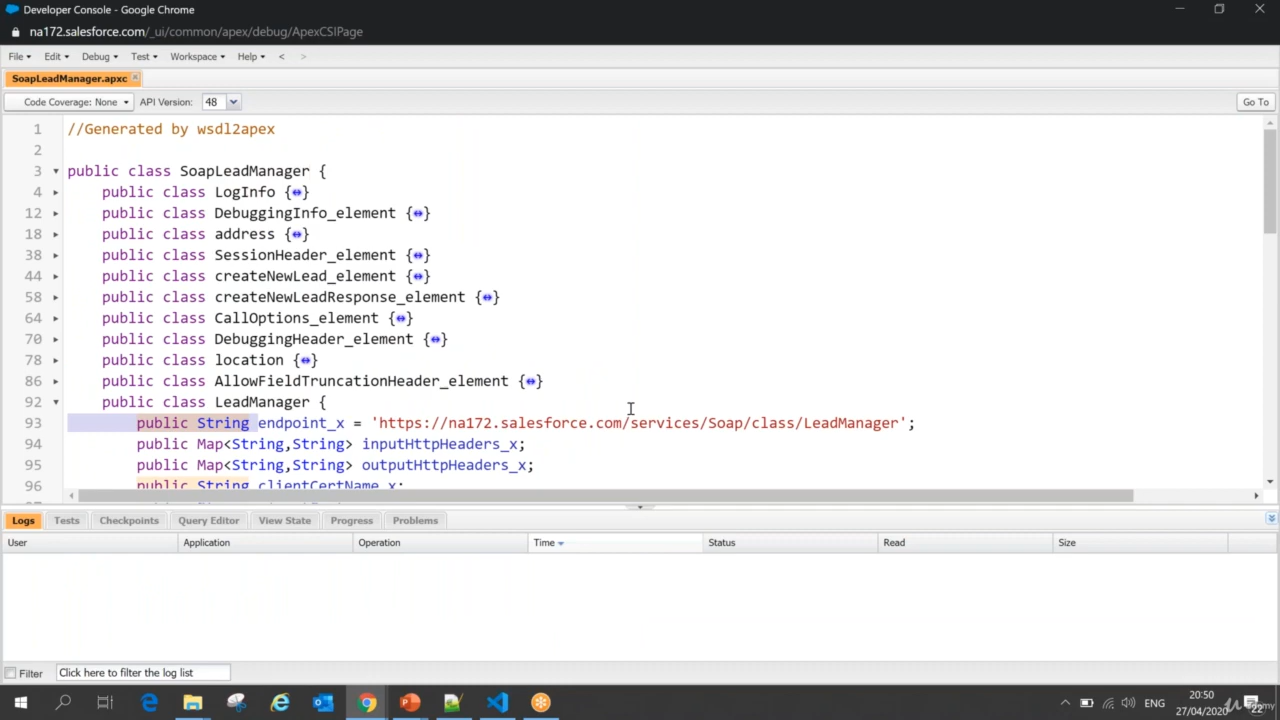 Developer Console - Google Chrome
na172.salesforce.com/_ui/common/apex/debug/ApexCSIPage
File Edit Debug Test Workspace Help < >
SoapLeadManager.apxc
Code Coverage: None API Version: 48 Go To
1 //Generated by wsdl2apex
2
3 public class SoapLeadManager {
4 public class LogInfo {↔}
12 public class DebuggingInfo_element {↔}
18 public class address {↔}
38 public class SessionHeader_element {↔}
44 public class createNewLead_element {↔}
58 public class createNewLeadResponse_element {↔}
64 public class CallOptions_element {↔}
70 public class DebuggingHeader_element {↔}
78 public class location {↔}
86 public class AllowFieldTruncationHeader_element {↔}
92 public class LeadManager {
93 public String endpoint_x = 'https://na172.salesforce.com/services/Soap/class/LeadManager';
94 public Map<String,String> inputHttpHeaders_x;
95 public Map<String,String> outputHttpHeaders_x;
96 public String clientCertName_x;
Logs Tests Checkpoints Query Editor View State Progress Problems
User Application Operation Time Status Read Size
Filter Click here to filter the log list
ENG
20:50
27/04/2020
22